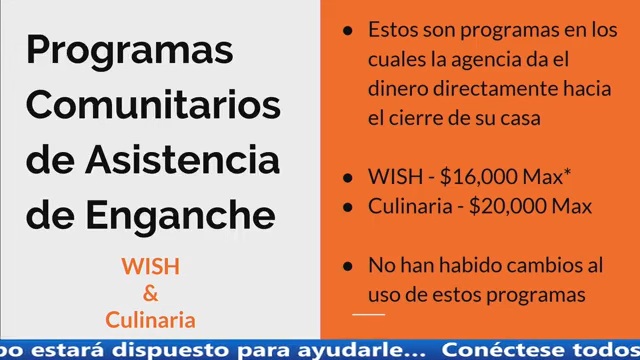 Programas
Comunitarios
de Asistencia
de Enganche
WISH
&
Culinaria
● Estos son programas en los
cuales la agencia da el
dinero directamente hacia
el cierre de su casa
● WISH - $16,000 Max*
● Culinaria - $20,000 Max
● No han habido cambios al
uso de estos programas
po estará dispuesto para ayudarle... Conéctese todos